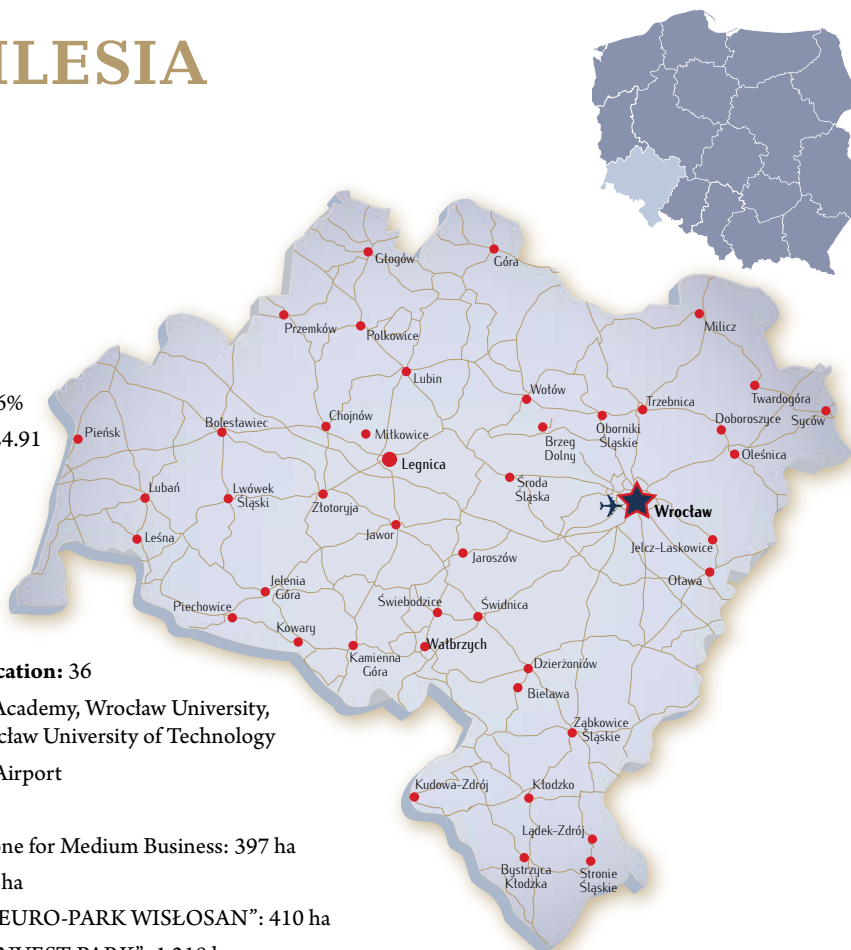 ILESIA
6%
4.91
cation: 36
Academy, Wrocław University,
cław University of Technology
Airport
one for Medium Business: 397 ha
ha
EURO-PARK WISŁOSAN”: 410 ha
Głogów
Góra
Przemków
Polkowice
Milicz
Lubin
Wołów
Trzebnica
Twardogóra
Syców
Doboroszyce
Oleśnica
Oborniki
Śląskie
Brzeg
Dolny
Pieńsk
Bolesławiec
Chojnów
Miłkowice
Legnica
Środa
Śląska
Wrocław
Lubań
Lwówek
Śląski
Złotoryja
Jawor
Leśna
Jaroszów
Jelcz-Laskowice
Oława
Jelenia
Góra
Piechowice
Kowary
Świebodzice
Świdnica
Kamienna
Góra
Wałbrzych
Dzierżoniów
Bielawa
Ząbkowice
Śląskie
Kudowa-Zdrój
Kłodzko
Lądek-Zdrój
Bystrzyca
Kłodzka
Stronie
Śląskie